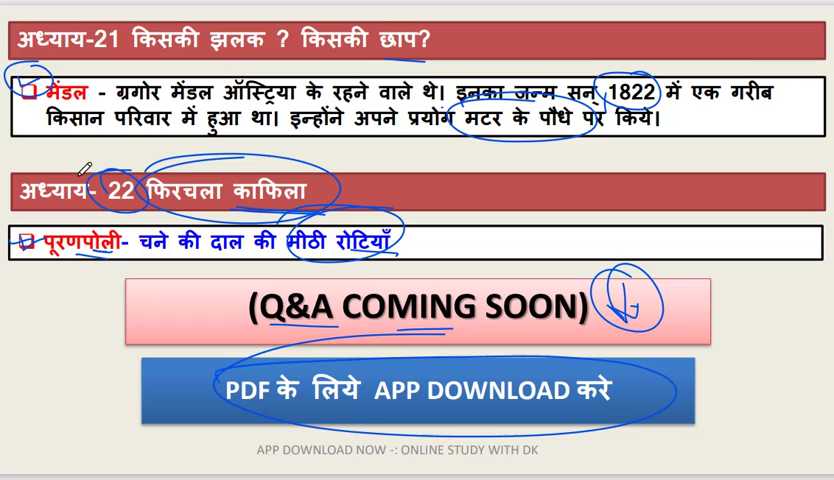 अध्याय-21 किसकी झलक ? किसकी छाप?
मेंडल - ग्रगोर मेंडल ऑस्ट्रिया के रहने वाले थे। इनका जन्म सन् 1822 में एक गरीब
किसान परिवार में हुआ था। इन्होंने अपने प्रयोग मटर के पौधे पर किये।
अध्याय- 22 फिरचला काफिला
पूरणपोली- चने की दाल की मीठी रोटियाँ
(Q&A COMING SOON)
PDF के लिये APP DOWNLOAD करे
APP DOWNLOAD NOW -: ONLINE STUDY WITH DK